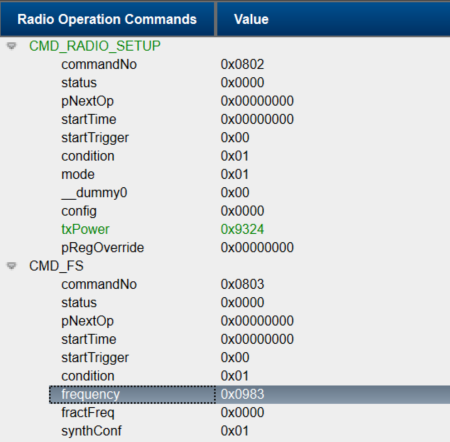 Radio Operation Commands Value
CMD_RADIO_SETUP
commandNo 0x0802
status 0x0000
pNextOp 0x00000000
startTime 0x00000000
startTrigger 0x00
condition 0x01
mode 0x01
__dummy0 0x00
config 0x0000
txPower 0x9324
pRegOverride 0x00000000
CMD_FS
commandNo 0x0803
status 0x0000
pNextOp 0x00000000
startTime 0x00000000
startTrigger 0x00
condition 0x01
frequency 0x0983
fractFreq 0x0000
synthConf 0x01